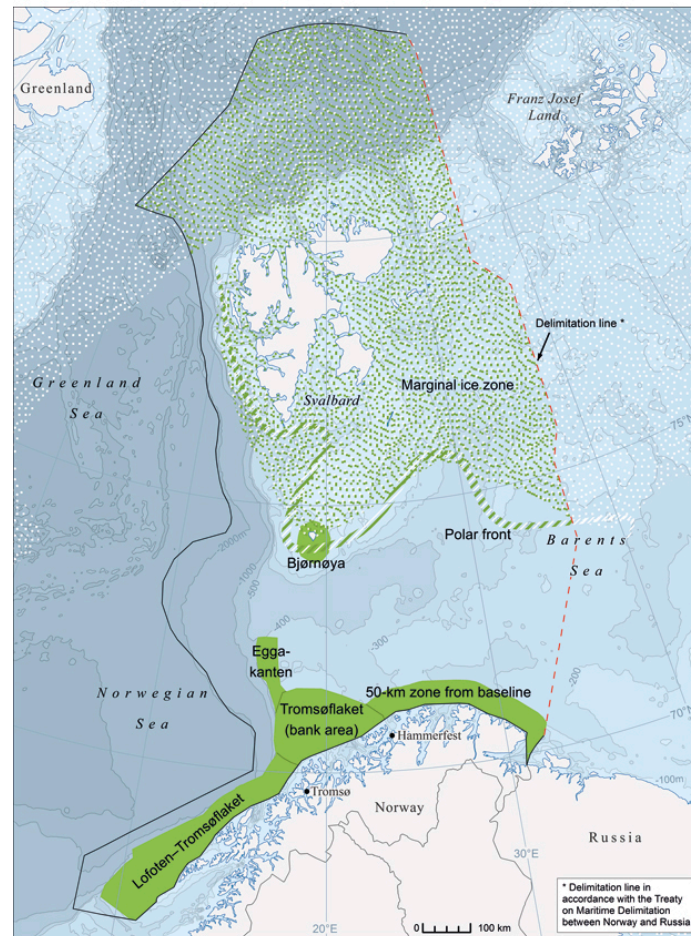 Greenland
Franz Josef
Land
Delimitation line *
Greenland
Sea
Marginal ice zone
Svalbard
75°N
Polar front
Barents
Sea
Bjørnøya
-2000m
-1000
-500
-400
-300
-200
Egga-
kanten
50-km zone from baseline
Norwegian
Sea
Tromsøflaket
(bank area)
Hammerfest
-100m
Tromsø
Norway
Russia
Lofoten–Tromsøflaket
30°E
20°E
0 100 km
* Delimitation line in
accordance with the Treaty
on Maritime Delimitation
between Norway and Russia